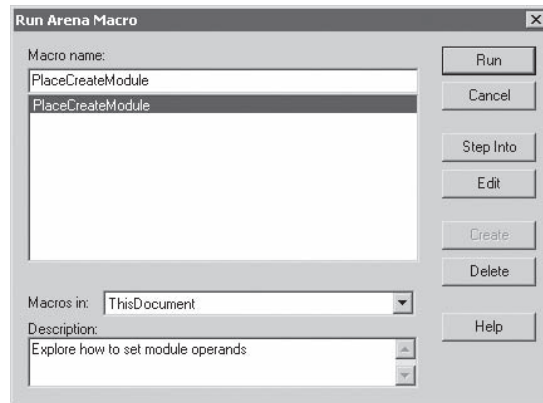 Run Arena Macro
Macro name:
PlaceCreateModule
PlaceCreateModule
Macros in: ThisDocument
Description:
Explore how to set module operands
Run
Cancel
Step Into
Edit
Create
Delete
Help